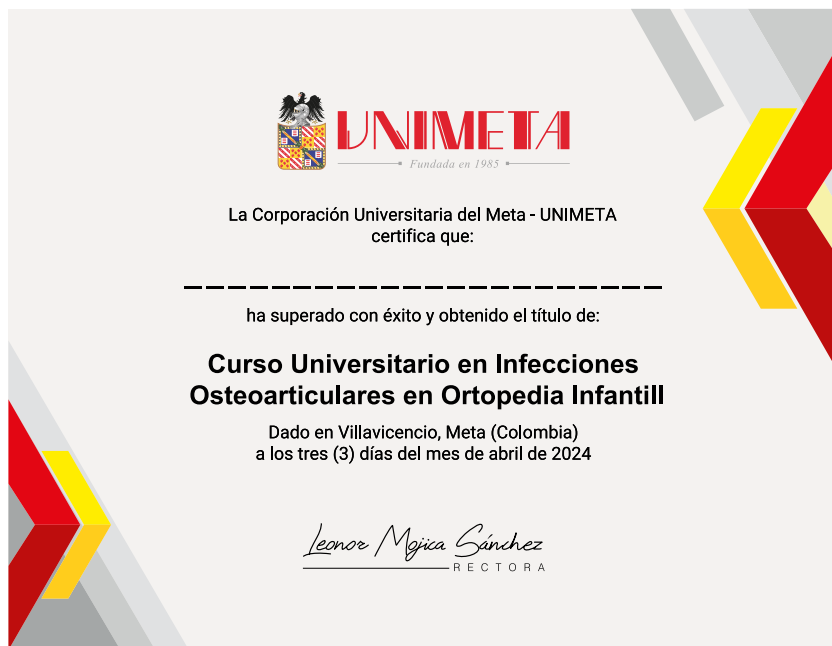 UNIMETA
Fundada en 1985
La Corporación Universitaria del Meta - UNIMETA
certifica que:
ha superado con éxito y obtenido el título de:
Curso Universitario en Infecciones
Osteoarticulares en Ortopedia Infantill
Dado en Villavicencio, Meta (Colombia)
a los tres (3) días del mes de abril de 2024
Leonor Mojica Sánchez
RECTORA